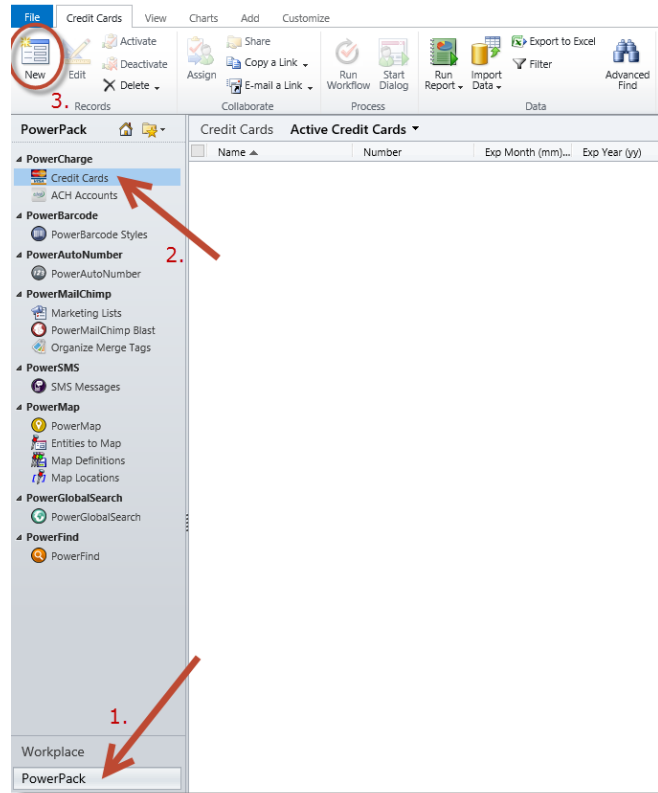 File Credit Cards View Charts Add Customize
New
Edit
Activate
Deactivate
Delete
Records
3.
Assign
Share
Copy a Link
E-mail a Link
Collaborate
Run Workflow
Start Dialog
Process
Run Report
Import Data
Export to Excel
Filter
Advanced Find
Data
PowerPack
Credit Cards Active Credit Cards
Name Number Exp Month (mm)... Exp Year (yy)
PowerCharge
Credit Cards
ACH Accounts
2.
PowerBarcode
PowerBarcode Styles
PowerAutoNumber
PowerAutoNumber
PowerMailChimp
Marketing Lists
PowerMailChimp Blast
Organize Merge Tags
PowerSMS
SMS Messages
PowerMap
PowerMap
Entities to Map
Map Definitions
Map Locations
PowerGlobalSearch
PowerGlobalSearch
PowerFind
PowerFind
1.
Workplace
PowerPack